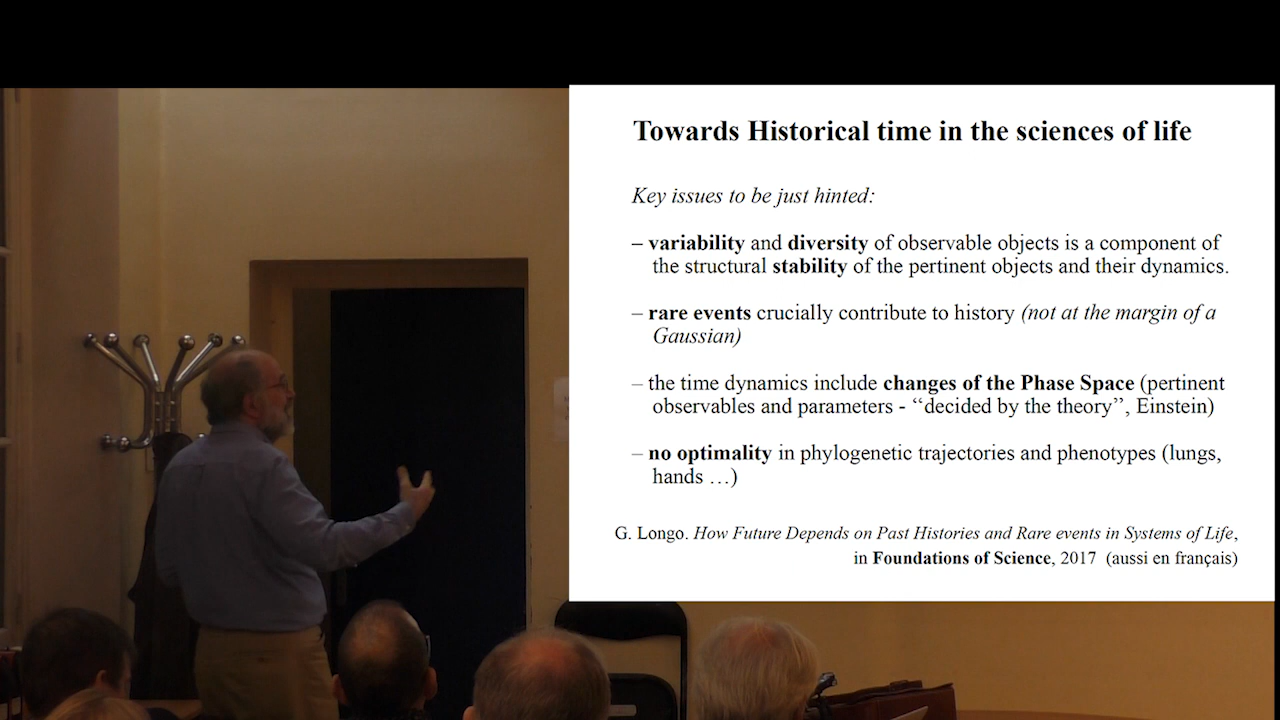 Towards Historical time in the sciences of life
Key issues to be just hinted:
– variability and diversity of observable objects is a component of
the structural stability of the pertinent objects and their dynamics.
– rare events crucially contribute to history (not at the margin of a
Gaussian)
– the time dynamics include changes of the Phase Space (pertinent
observables and parameters - ‘‘decided by the theory’’, Einstein)
– no optimality in phylogenetic trajectories and phenotypes (lungs,
hands …)
G. Longo. How Future Depends on Past Histories and Rare events in Systems of Life,
in Foundations of Science, 2017 (aussi en français)